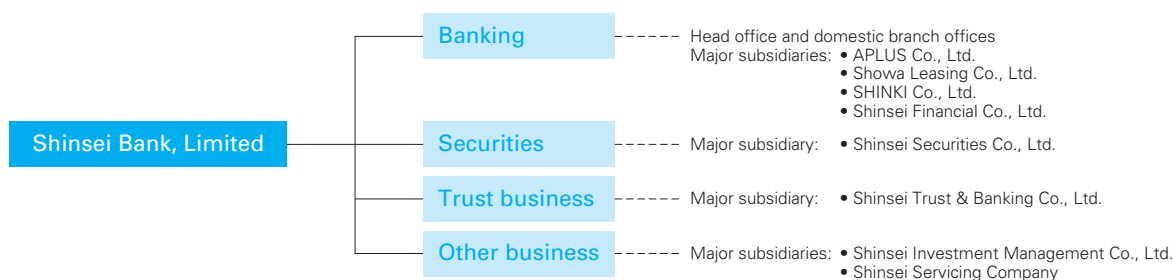 Shinsei Bank, Limited
Banking
Head office and domestic branch offices
Major subsidiaries: • APLUS Co., Ltd.
• Showa Leasing Co., Ltd.
• SHINKI Co., Ltd.
• Shinsei Financial Co., Ltd.
Securities
Major subsidiary: • Shinsei Securities Co., Ltd.
Trust business
Major subsidiary: • Shinsei Trust & Banking Co., Ltd.
Other business
Major subsidiaries: • Shinsei Investment Management Co., Ltd.
• Shinsei Servicing Company